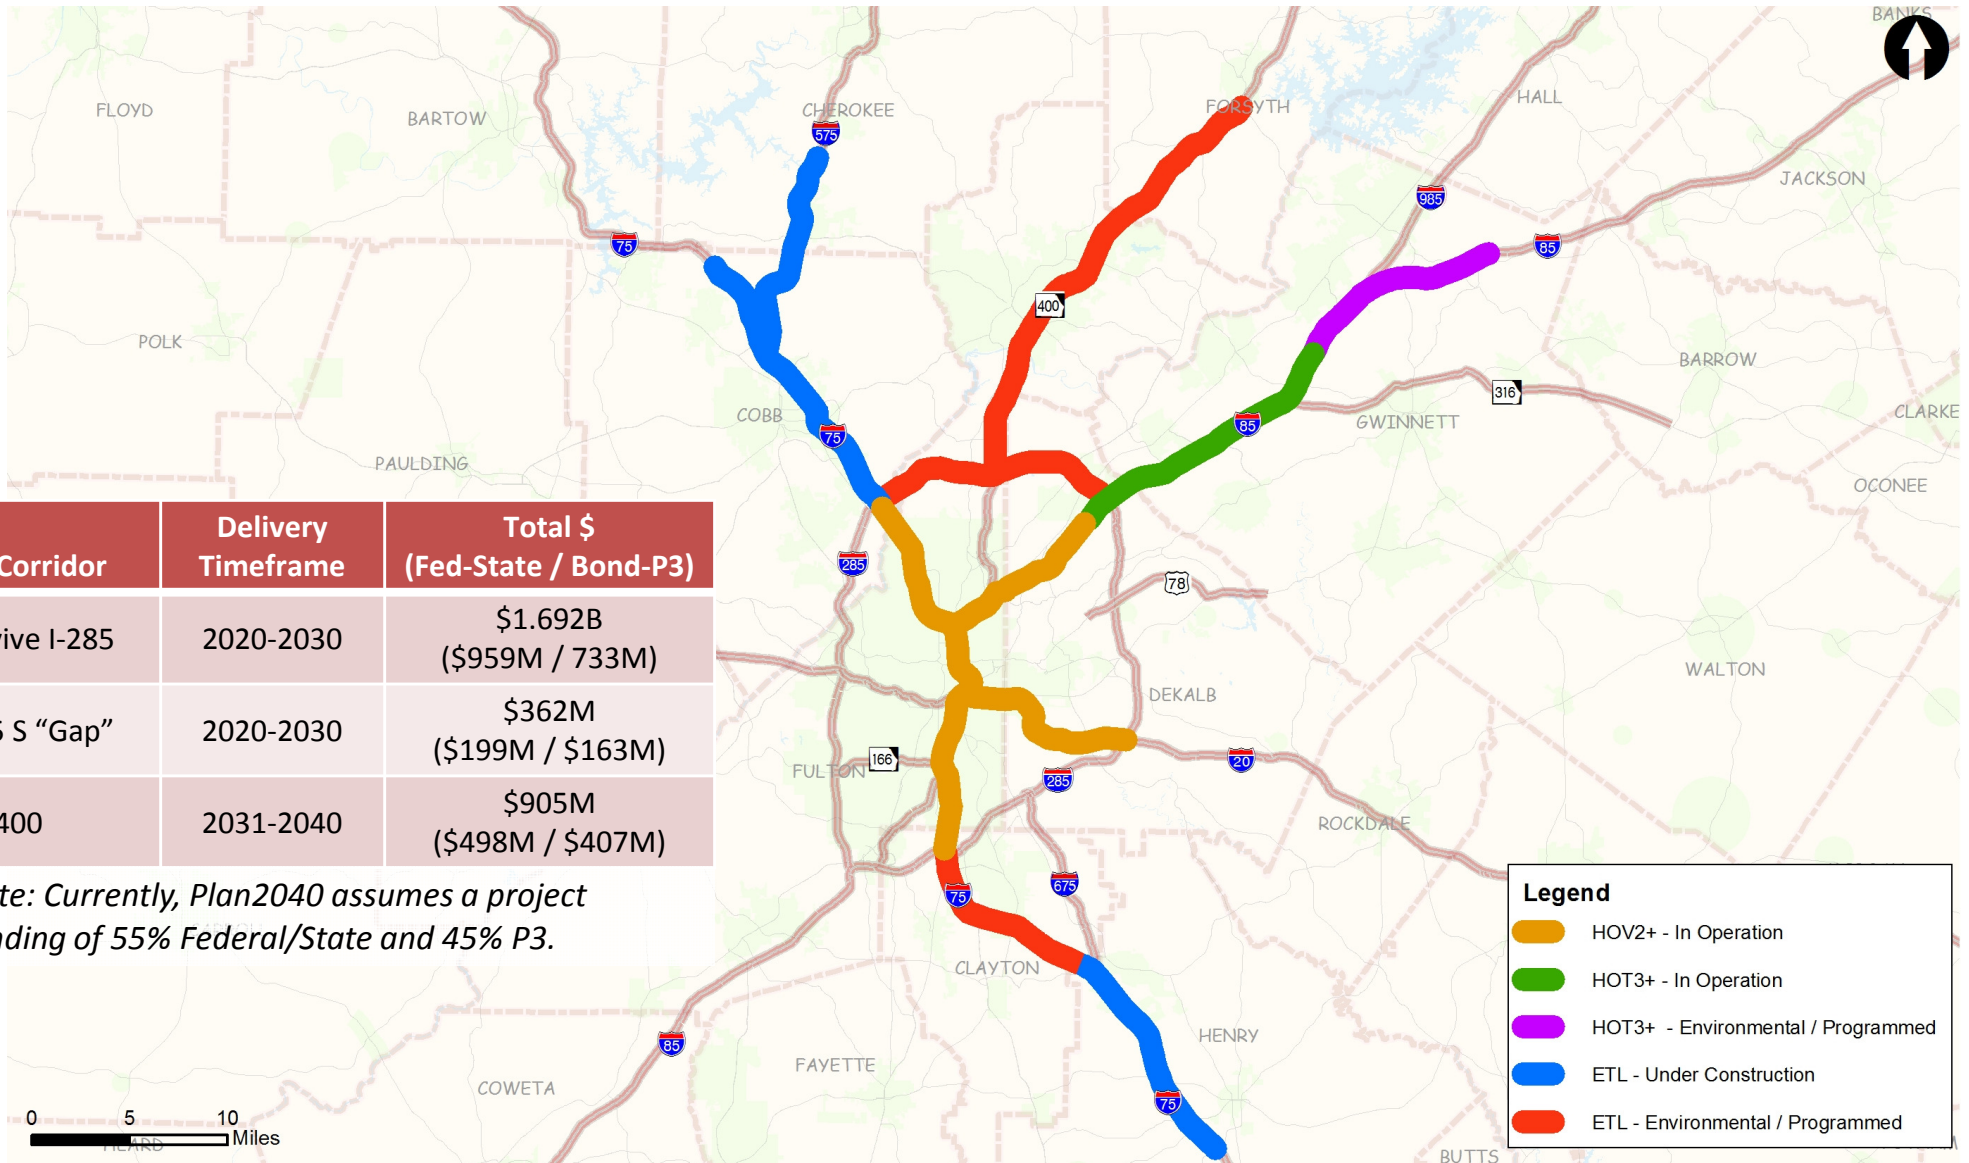 BANKS
FLOYD
BARTOW
CHEROKEE
FORSYTH
HALL
575
JACKSON
985
75
85
400
POLK
BARROW
316
COBB
75
85
GWINNETT
CLARKE
PAULDING
OCONEE
285
78
Corridor
Delivery
Timeframe
Total $
(Fed-State / Bond-P3)
vive I-285
2020-2030
$1.692B
($959M / 733M)
S "Gap"
2020-2030
$362M
($199M / $163M)
400
2031-2040
$905M
($498M / $407M)
te: Currently, Plan2040 assumes a project
nding of 55% Federal/State and 45% P3.
WALTON
DEKALB
166
FULTON
285
20
ROCKDALE
75
675
CLAYTON
HENRY
85
FAYETTE
COWETA
75
0 5 10
Miles
HEARD
BUTTS
Legend
HOV2+ - In Operation
HOT3+ - In Operation
HOT3+ - Environmental / Programmed
ETL - Under Construction
ETL - Environmental / Programmed